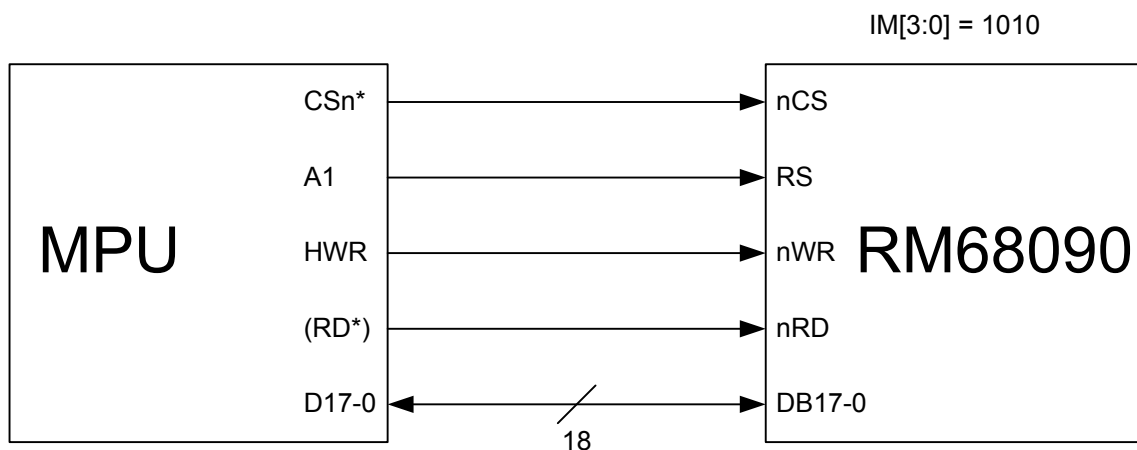 IM[3:0] = 1010
CSn* nCS
A1 RS
MPU HWR nWR RM68090
(RD*) nRD
D17-0 DB17-0
18